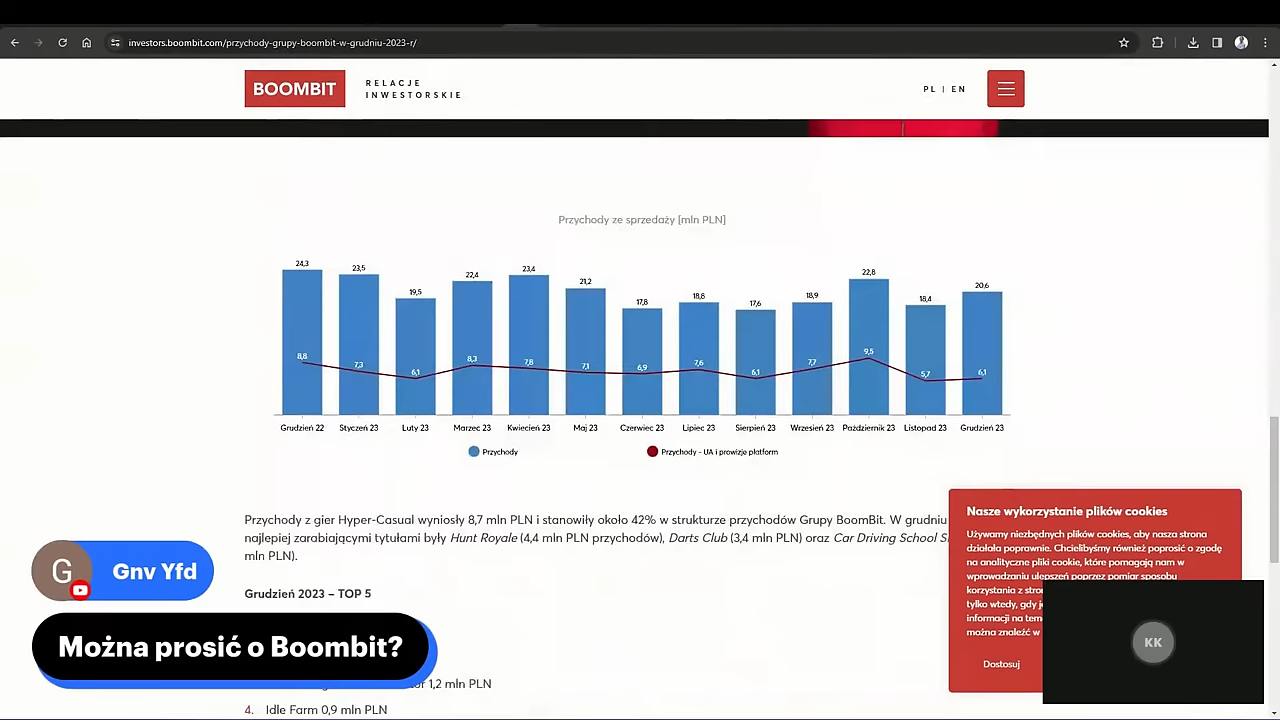 investors.boombit.com/przychody-grupy-boombit-w-grudniu-2023-r/
BOOMBIT
RELACJE
INWESTORSKIE
PL | EN
Przychody ze sprzedaży [mln PLN]
24,3 23,5 19,5 22,4 23,4 21,2 17,8 18,8 17,6 18,9 22,8 18,4 20,6
8,8 7,3 6,1 8,3 7,8 7,1 6,9 7,6 6,1 7,7 9,5 5,7 6,1
Grudzień 22 Styczeń 23 Luty 23 Marzec 23 Kwiecień 23 Maj 23 Czerwiec 23 Lipiec 23 Sierpień 23 Wrzesień 23 Październik 23 Listopad 23 Grudzień 23
Przychody Przychody - UA i prowizje platform
Przychody z gier Hyper-Casual wyniosły 8,7 mln PLN i stanowiły około 42% w strukturze przychodów Grupy BoomBit. W grudniu
najlepiej zarabiającymi tytułami były Hunt Royale (4,4 mln PLN przychodów), Darts Club (3,4 mln PLN) oraz Car Driving School
mln PLN).
Grudzień 2023 – TOP 5
1,2 mln PLN
4. Idle Farm 0,9 mln PLN
Nasze wykorzystanie plików cookies
Używamy niezbędnych plików cookies, aby nasza strona
działała poprawnie. Chcielibyśmy również poprosić o zgodę
na analityczne pliki cookie, które pomagają nam w
wprowadzaniu ulepszeń poprzez pomiar sposobu
korzystania z
tylko wtedy, gdy
informacji na
można znaleźć w
Dostosuj
KK
G
Gnv Yfd
Można prosić o Boombit?